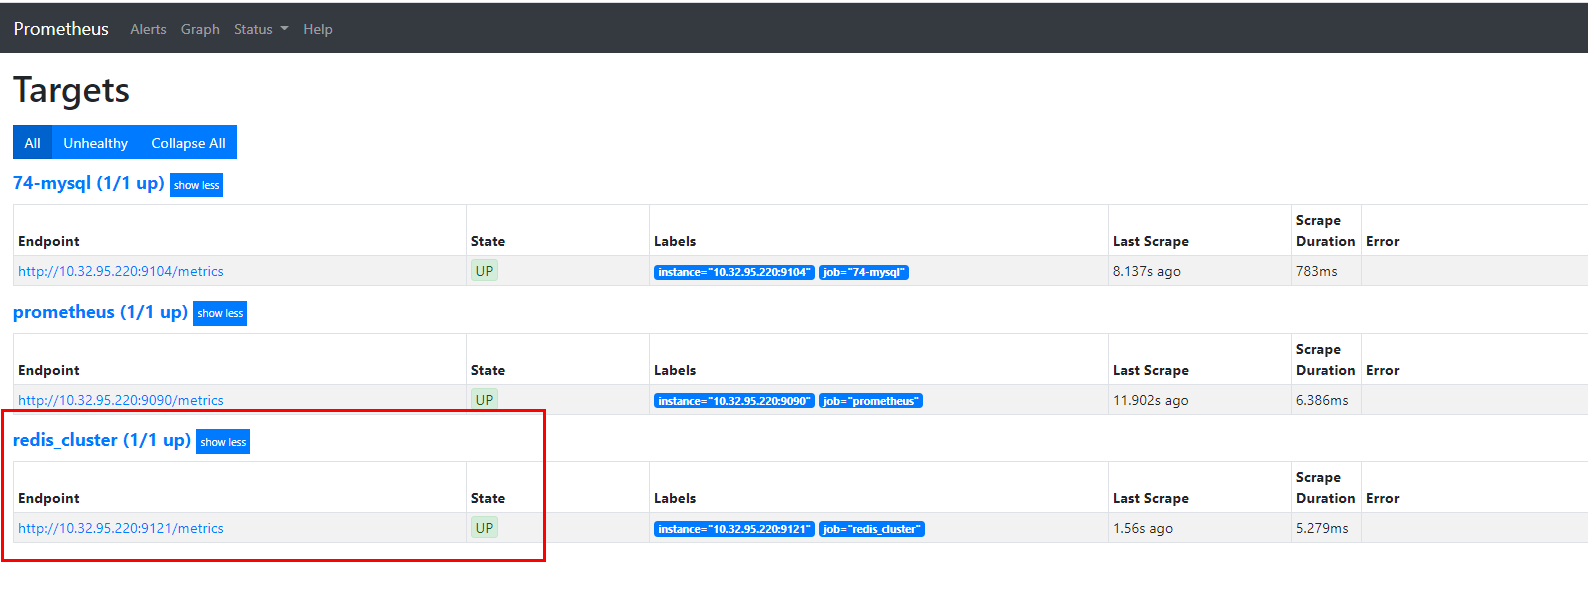 Prometheus Alerts Graph Status Help
Targets
All Unhealthy Collapse All
74-mysql (1/1 up) show less
Endpoint State Labels Last Scrape Scrape Duration Error
http://10.32.95.220:9104/metrics UP instance="10.32.95.220:9104" job="74-mysql" 8.137s ago 783ms
prometheus (1/1 up) show less
Endpoint State Labels Last Scrape Scrape Duration Error
http://10.32.95.220:9090/metrics UP instance="10.32.95.220:9090" job="prometheus" 11.902s ago 6.386ms
redis_cluster (1/1 up) show less
Endpoint State Labels Last Scrape Scrape Duration Error
http://10.32.95.220:9121/metrics UP instance="10.32.95.220:9121" job="redis_cluster" 1.56s ago 5.279ms